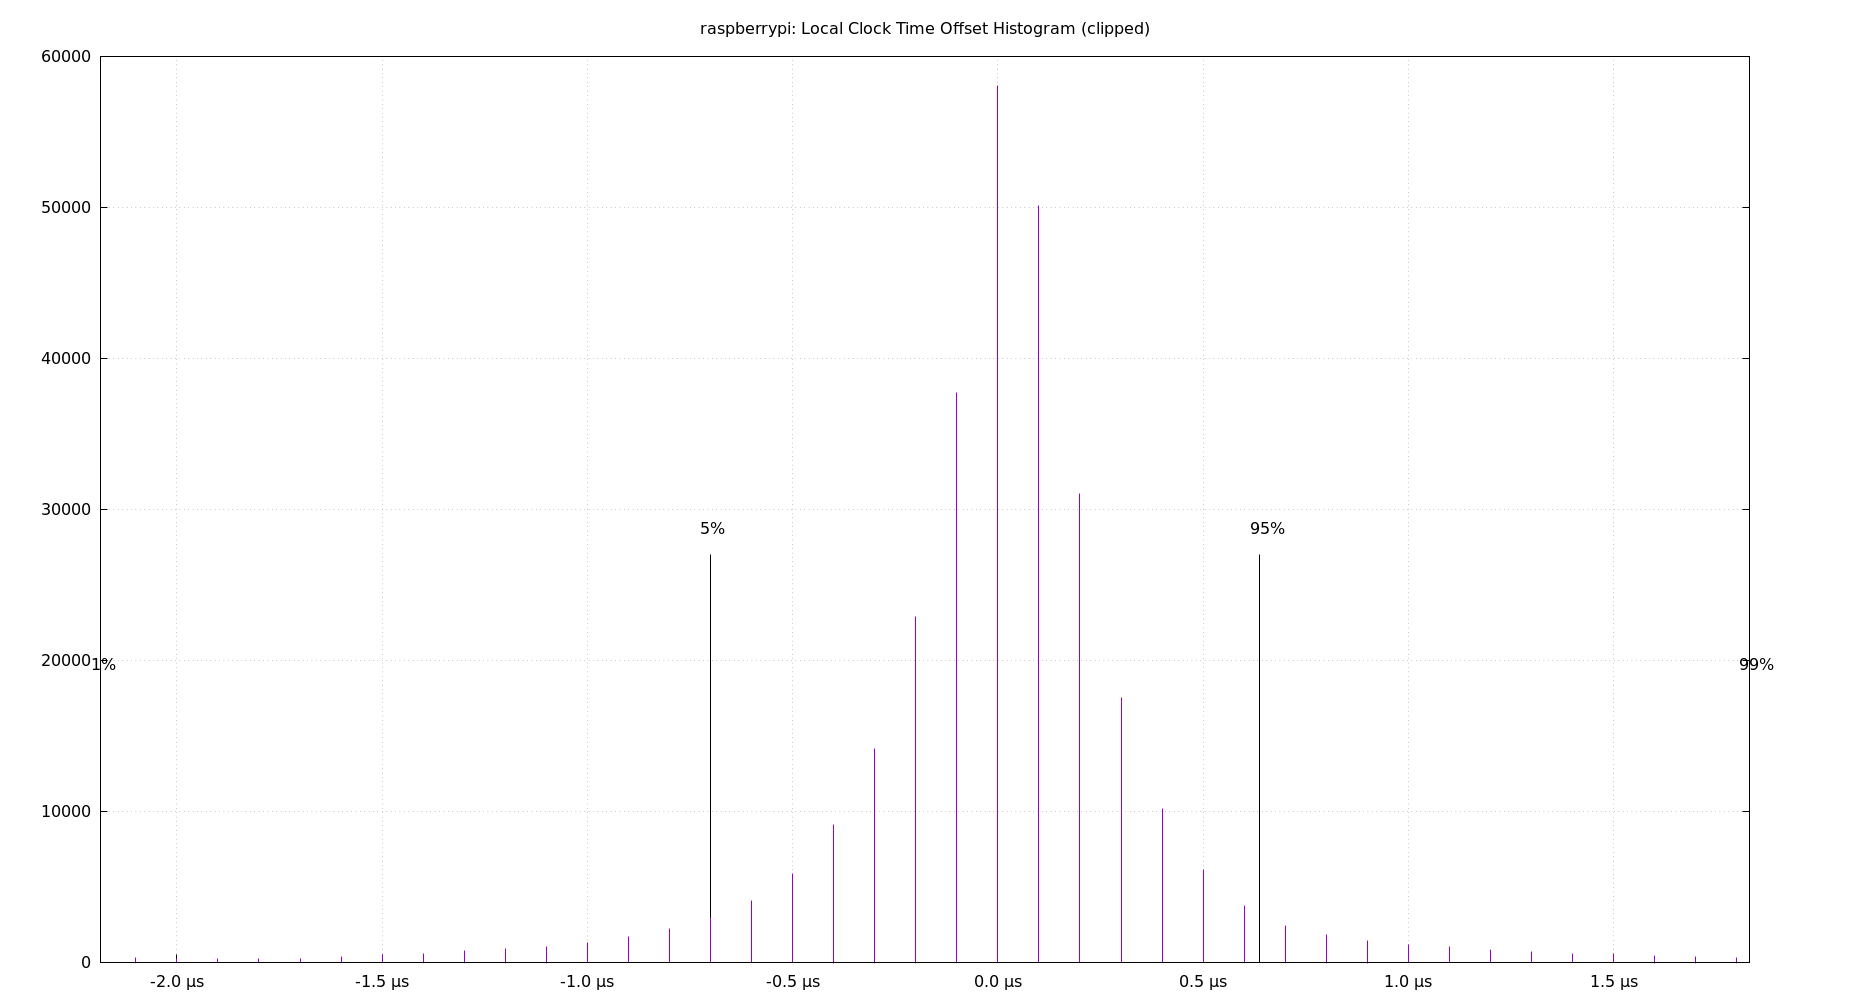 raspberrypi: Local Clock Time Offset Histogram (clipped)
60000
50000
40000
30000
5%
95%
20000
1%
99%
10000
0
-2.0 µs
-1.5 µs
-1.0 µs
-0.5 µs
0.0 µs
0.5 µs
1.0 µs
1.5 µs